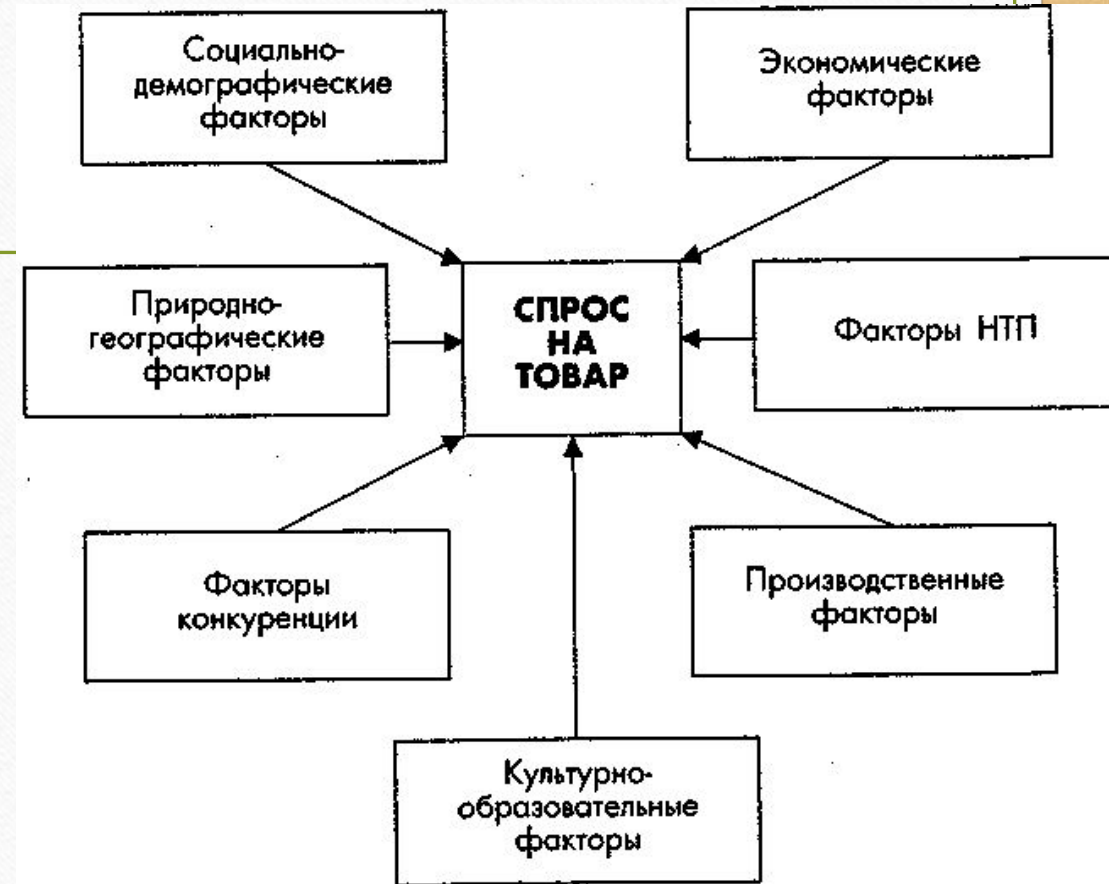 Социально-
демографические
факторы
Экономические
факторы
Природно-
географические
факторы
СПРОС
НА
ТОВАР
Факторы НТП
Факторы
конкуренции
Производственные
факторы
Культурно-
образовательные
факторы